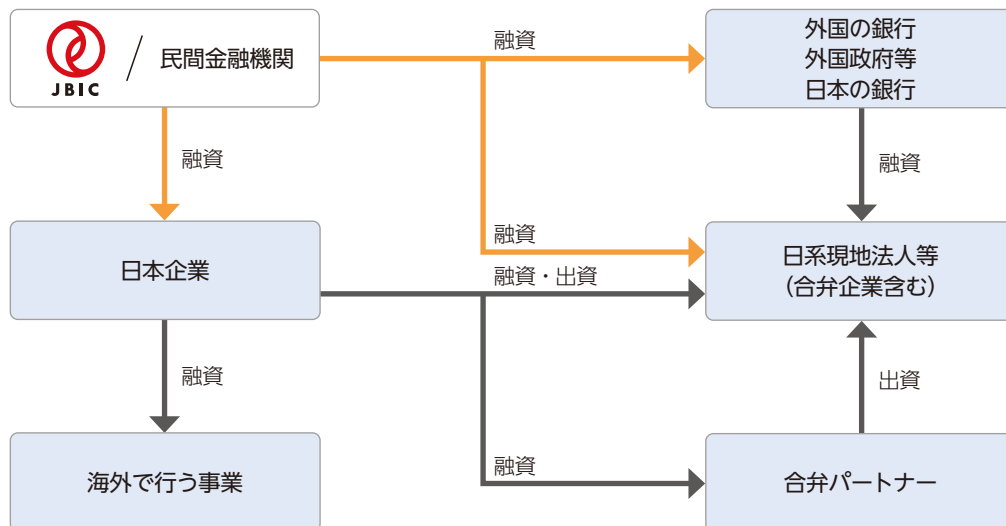 JBIC
民間金融機関
融資
外国の銀行
外国政府等
日本の銀行
融資
融資
融資
日本企業
融資・出資
日系現地法人等
（合弁企業含む）
融資
出資
海外で行う事業
融資
合弁パートナー